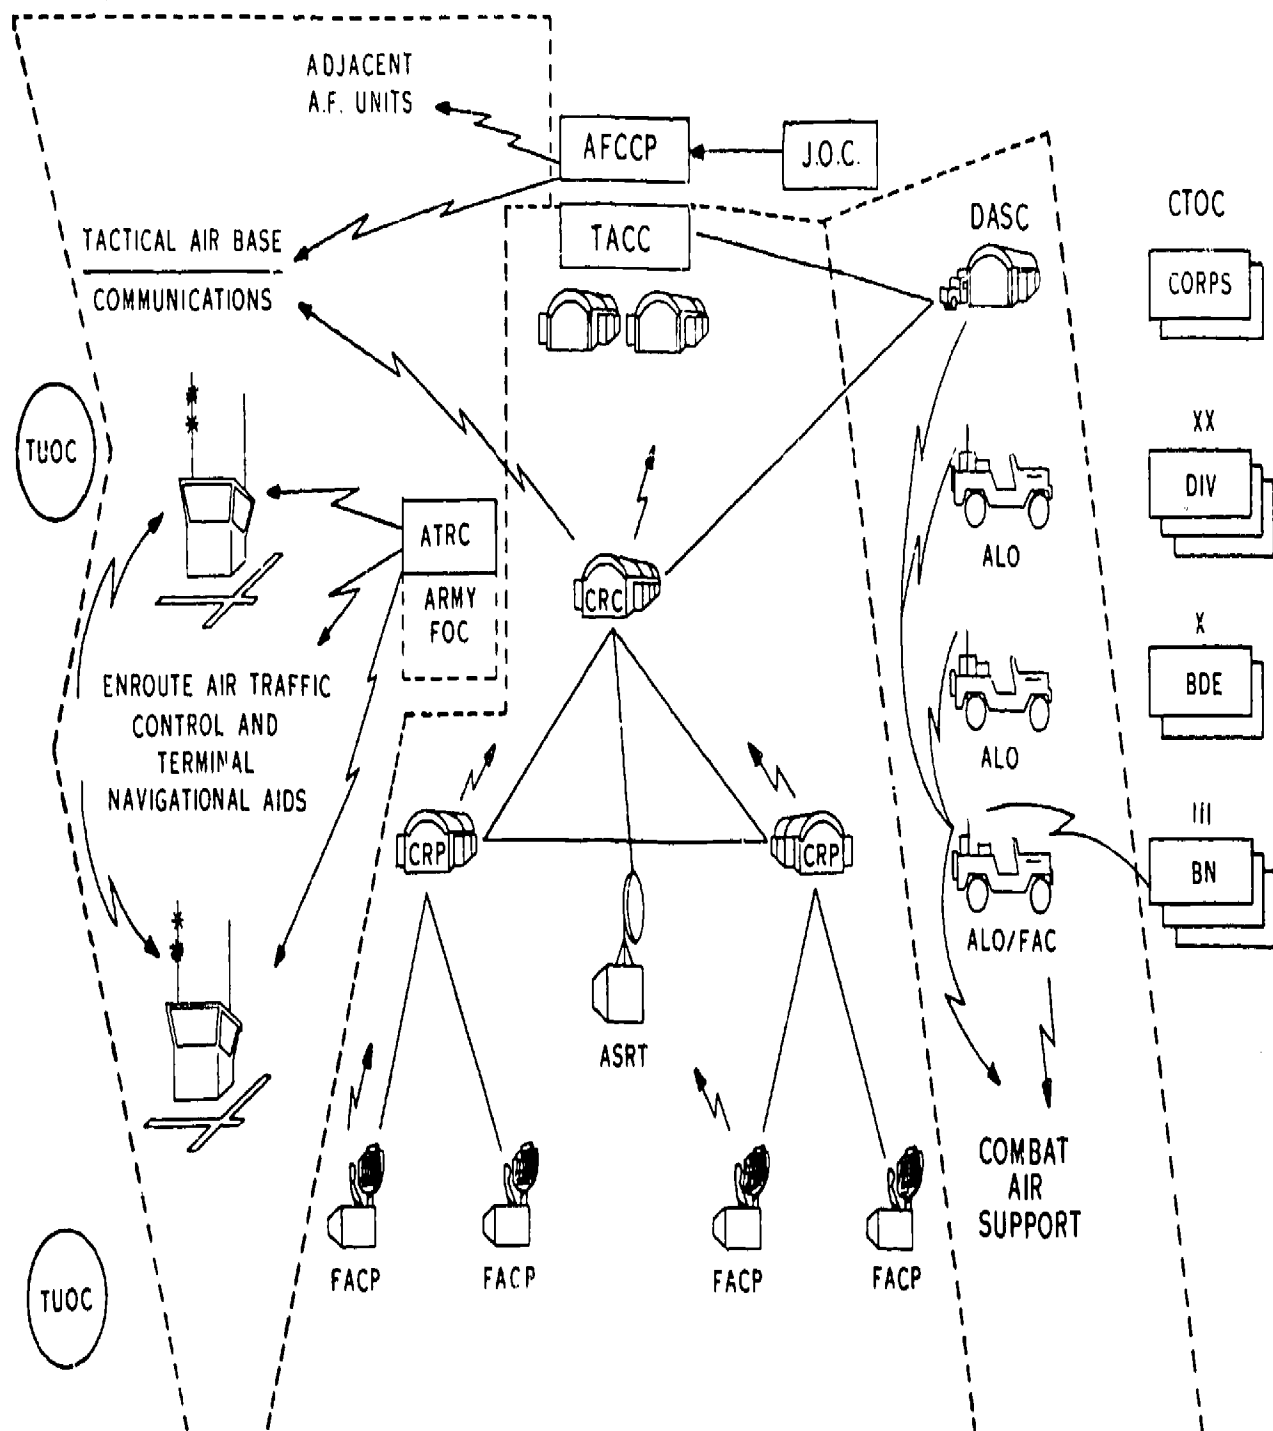 ADJACENT
A.F. UNITS
AFCCP
J.O.C.
TACC
DASC
CTOC
CORPS
TACTICAL AIR BASE
COMMUNICATIONS
TUOC
XX
DIV
ATRC
ARMY
FOC
ALO
CRC
X
BDE
ENROUTE AIR TRAFFIC
CONTROL AND
TERMINAL
NAVIGATIONAL AIDS
ALO
CRP
CRP
III
BN
ALO/FAC
ASRT
COMBAT
AIR
SUPPORT
FACP
FACP
FACP
FACP
TUOC